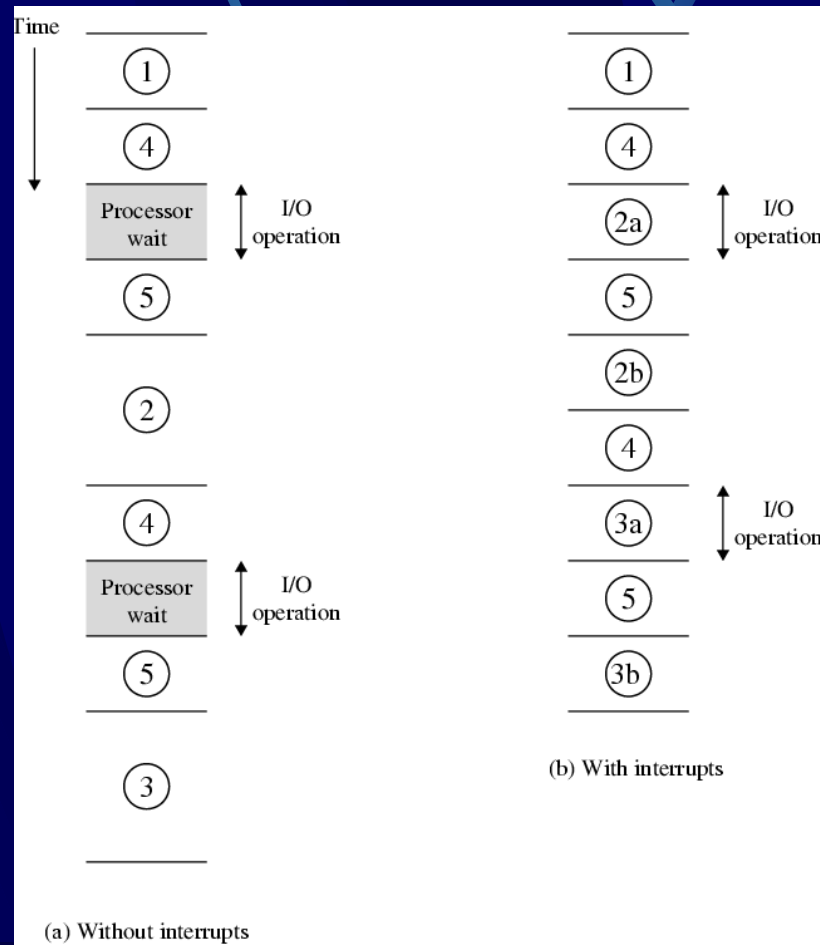 Time
1
4
Processor
wait
I/O
operation
5
2
4
Processor
wait
I/O
operation
5
3
(a) Without interrupts
1
4
2a
I/O
operation
5
2b
4
3a
I/O
operation
5
3b
(b) With interrupts